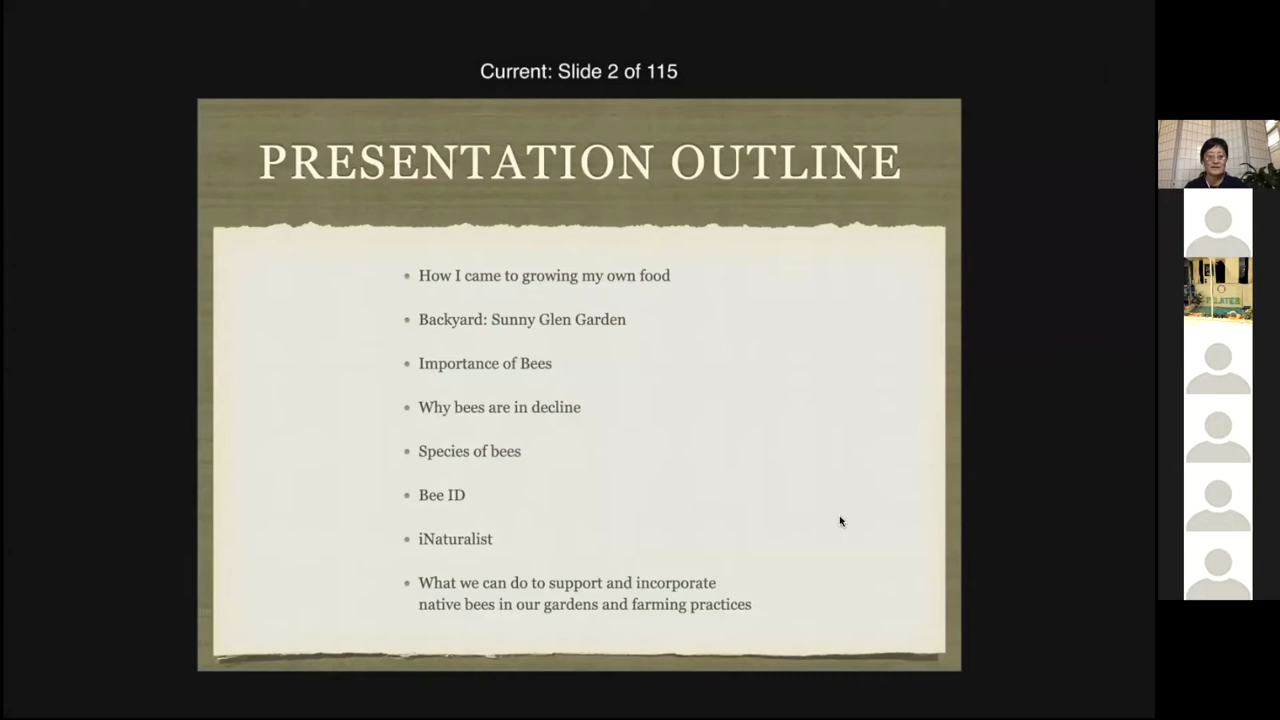 Current: Slide 2 of 115
PRESENTATION OUTLINE
• How I came to growing my own food
• Backyard: Sunny Glen Garden
• Importance of Bees
• Why bees are in decline
• Species of bees
• Bee ID
• iNaturalist
• What we can do to support and incorporate
native bees in our gardens and farming practices